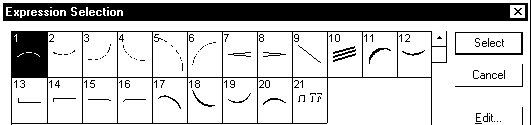 Expression Selection
1 2 3 4 5 6 7 8 9 10 11 12
Select
13 14 15 16 17 18 19 20 21
Cancel
Edit...